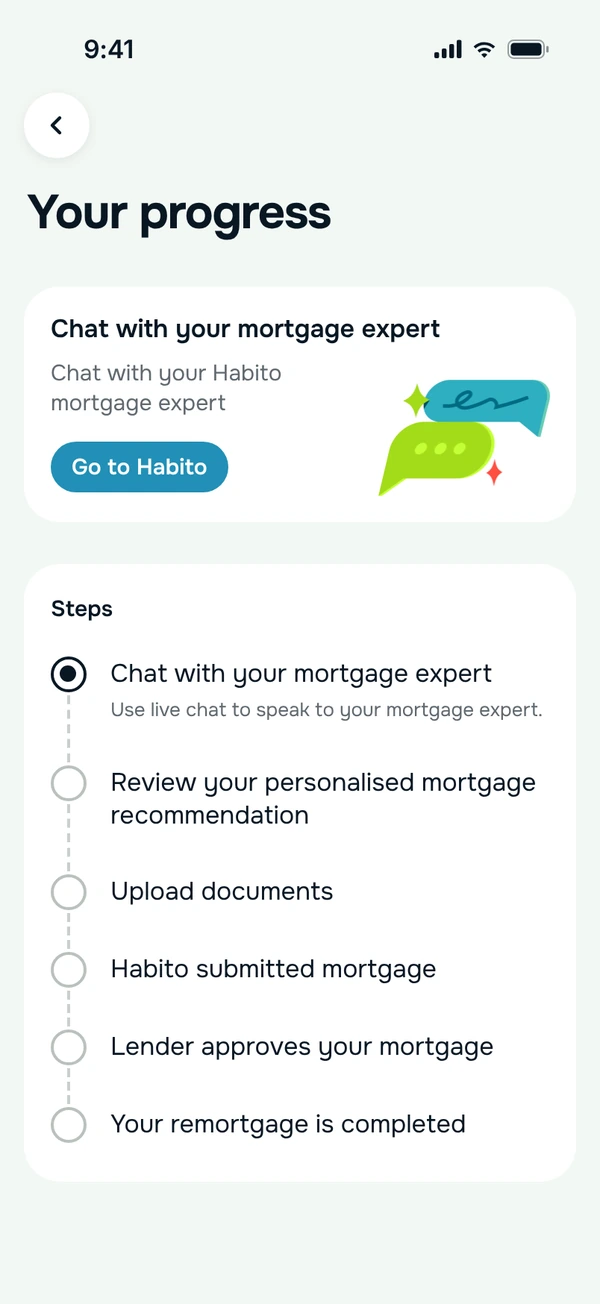 9:41
Your progress
Chat with your mortgage expert
Chat with your Habito
mortgage expert
Go to Habito
Steps
Chat with your mortgage expert
Use live chat to speak to your mortgage expert.
Review your personalised mortgage
recommendation
Upload documents
Habito submitted mortgage
Lender approves your mortgage
Your remortgage is completed